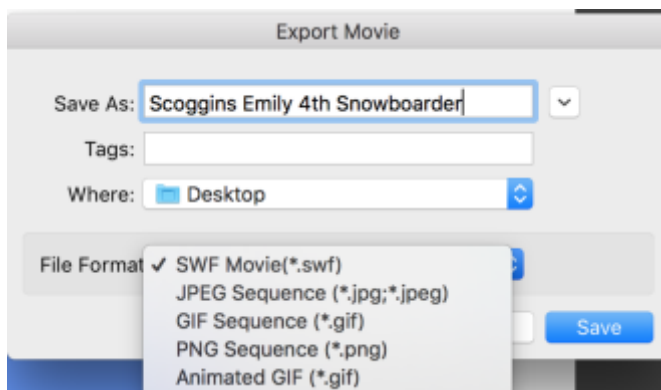 Export Movie
Save As: Scoggins Emily 4th Snowboarder
Tags:
Where: Desktop
File Format ✓ SWF Movie(*.swf)
JPEG Sequence (*.jpg;*.jpeg)
GIF Sequence (*.gif)
PNG Sequence (*.png)
Animated GIF (*.gif)
Save